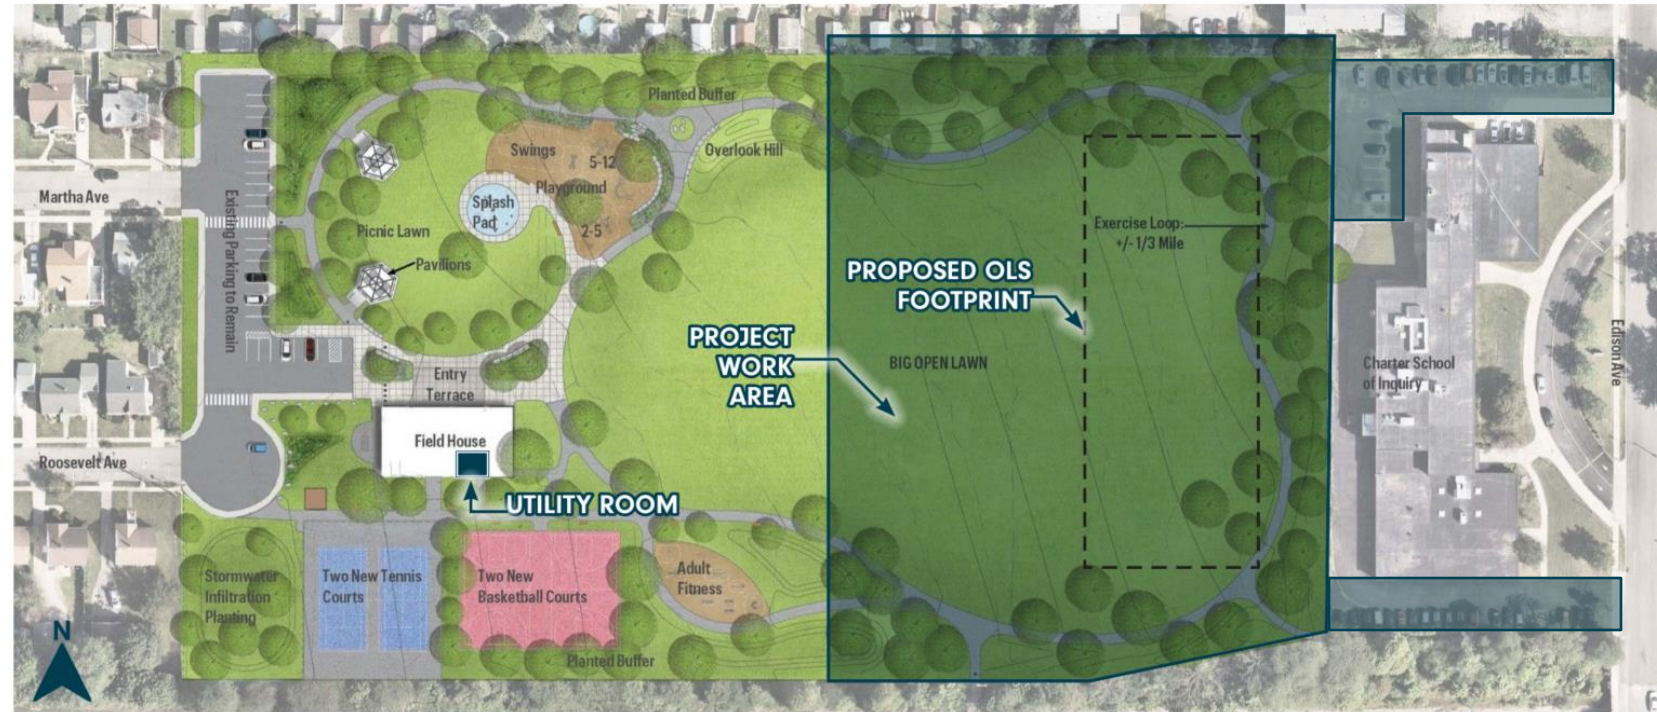 Planted Buffer
Swings
5-12
Overlook Hill
Martha Ave
Existing Parking to Remain
Playground
Splash
Pad
2-5
Picnic Lawn
Pavilions
Exercise Loop:
+/- 1/3 Mile
PROPOSED OLS
FOOTPRINT
PROJECT
WORK
AREA
BIG OPEN LAWN
Charter School
of Inquiry
Edison Ave
Entry
Terrace
Field House
Roosevelt Ave
UTILITY ROOM
Stormwater
Infiltration
Planting
Two New Tennis
Courts
Two New
Basketball Courts
Adult
Fitness
Planted Buffer
N